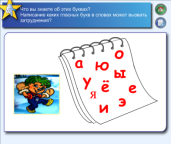 Что вы знаете об этих буквах?
Написание каких гласных букв в словах может вызвать
затруднения?
а ю о
у я ё ы
и э е